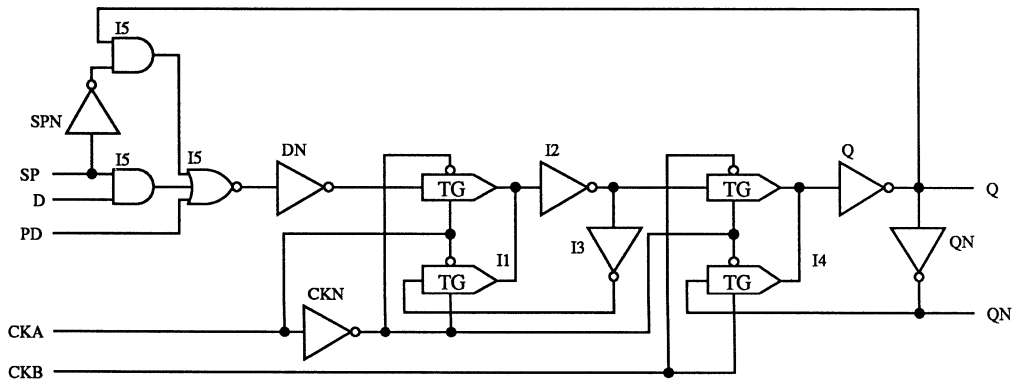 I5
SPN
I5
I5
DN
I2
Q
SP
TG
TG
Q
D
PD
I3
QN
I1
I4
TG
TG
CKN
QN
CKA
CKB